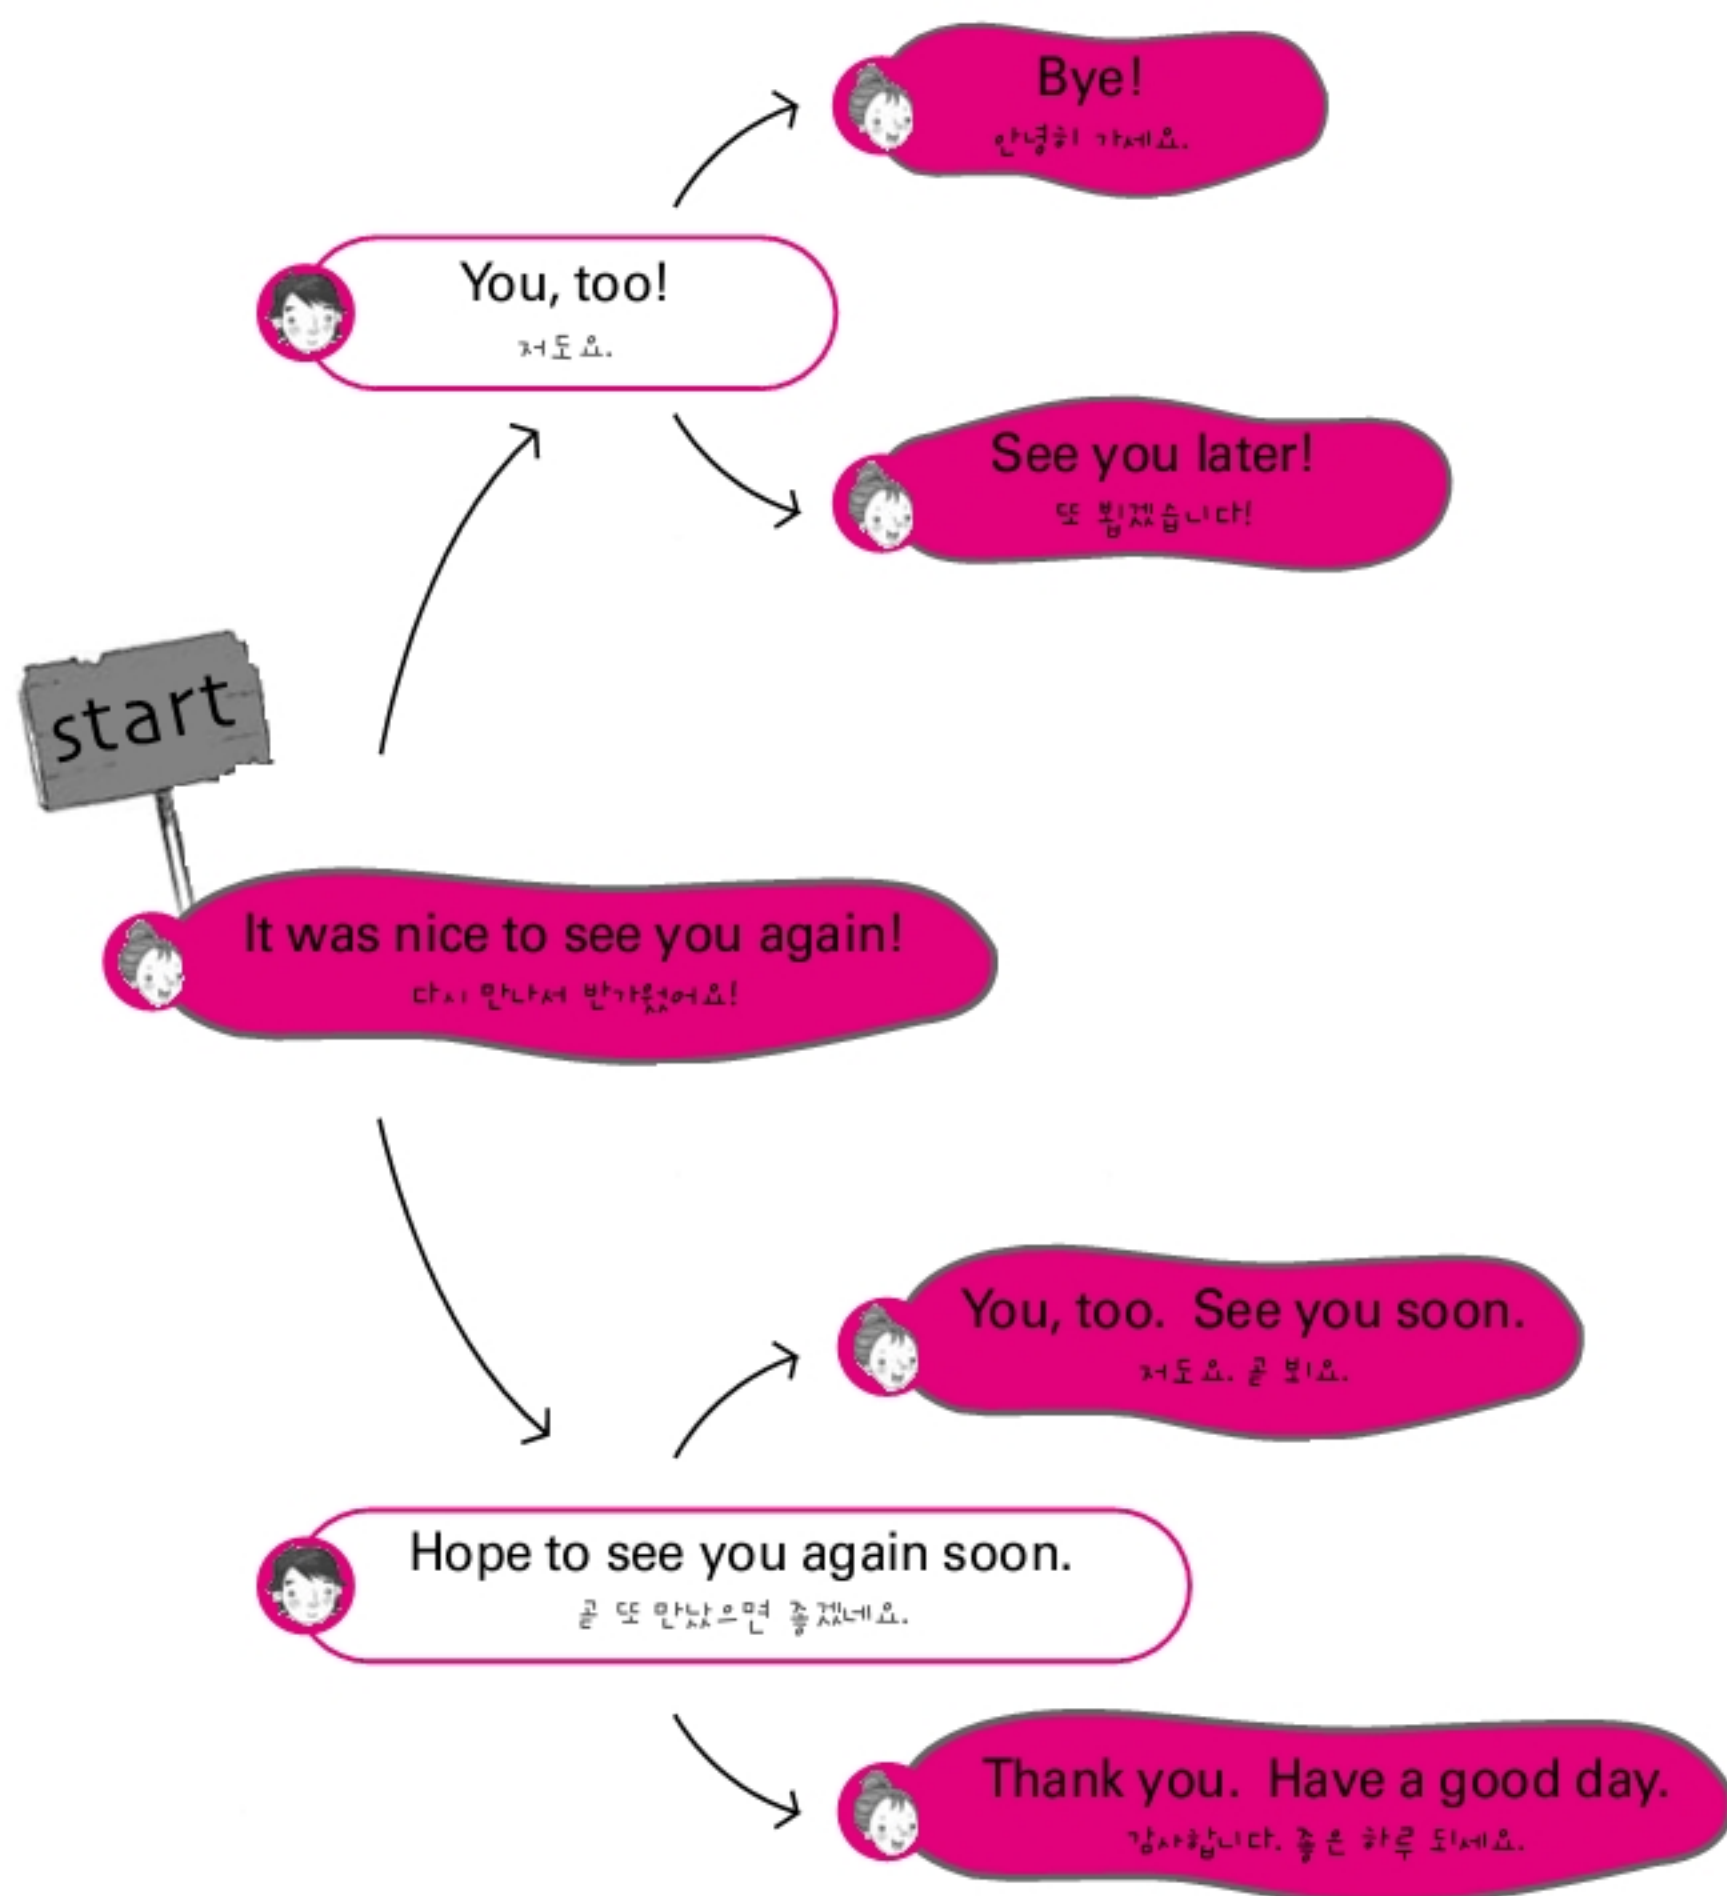 Bye!
안녕히 가세요.
You, too!
저도요.
See you later!
또 뵙겠습니다!
start
It was nice to see you again!
다시 만나서 반가웠어요!
You, too. See you soon.
저도요. 곧 뵈요.
Hope to see you again soon.
곧 또 만났으면 좋겠네요.
Thank you. Have a good day.
감사합니다. 좋은 하루 되세요.